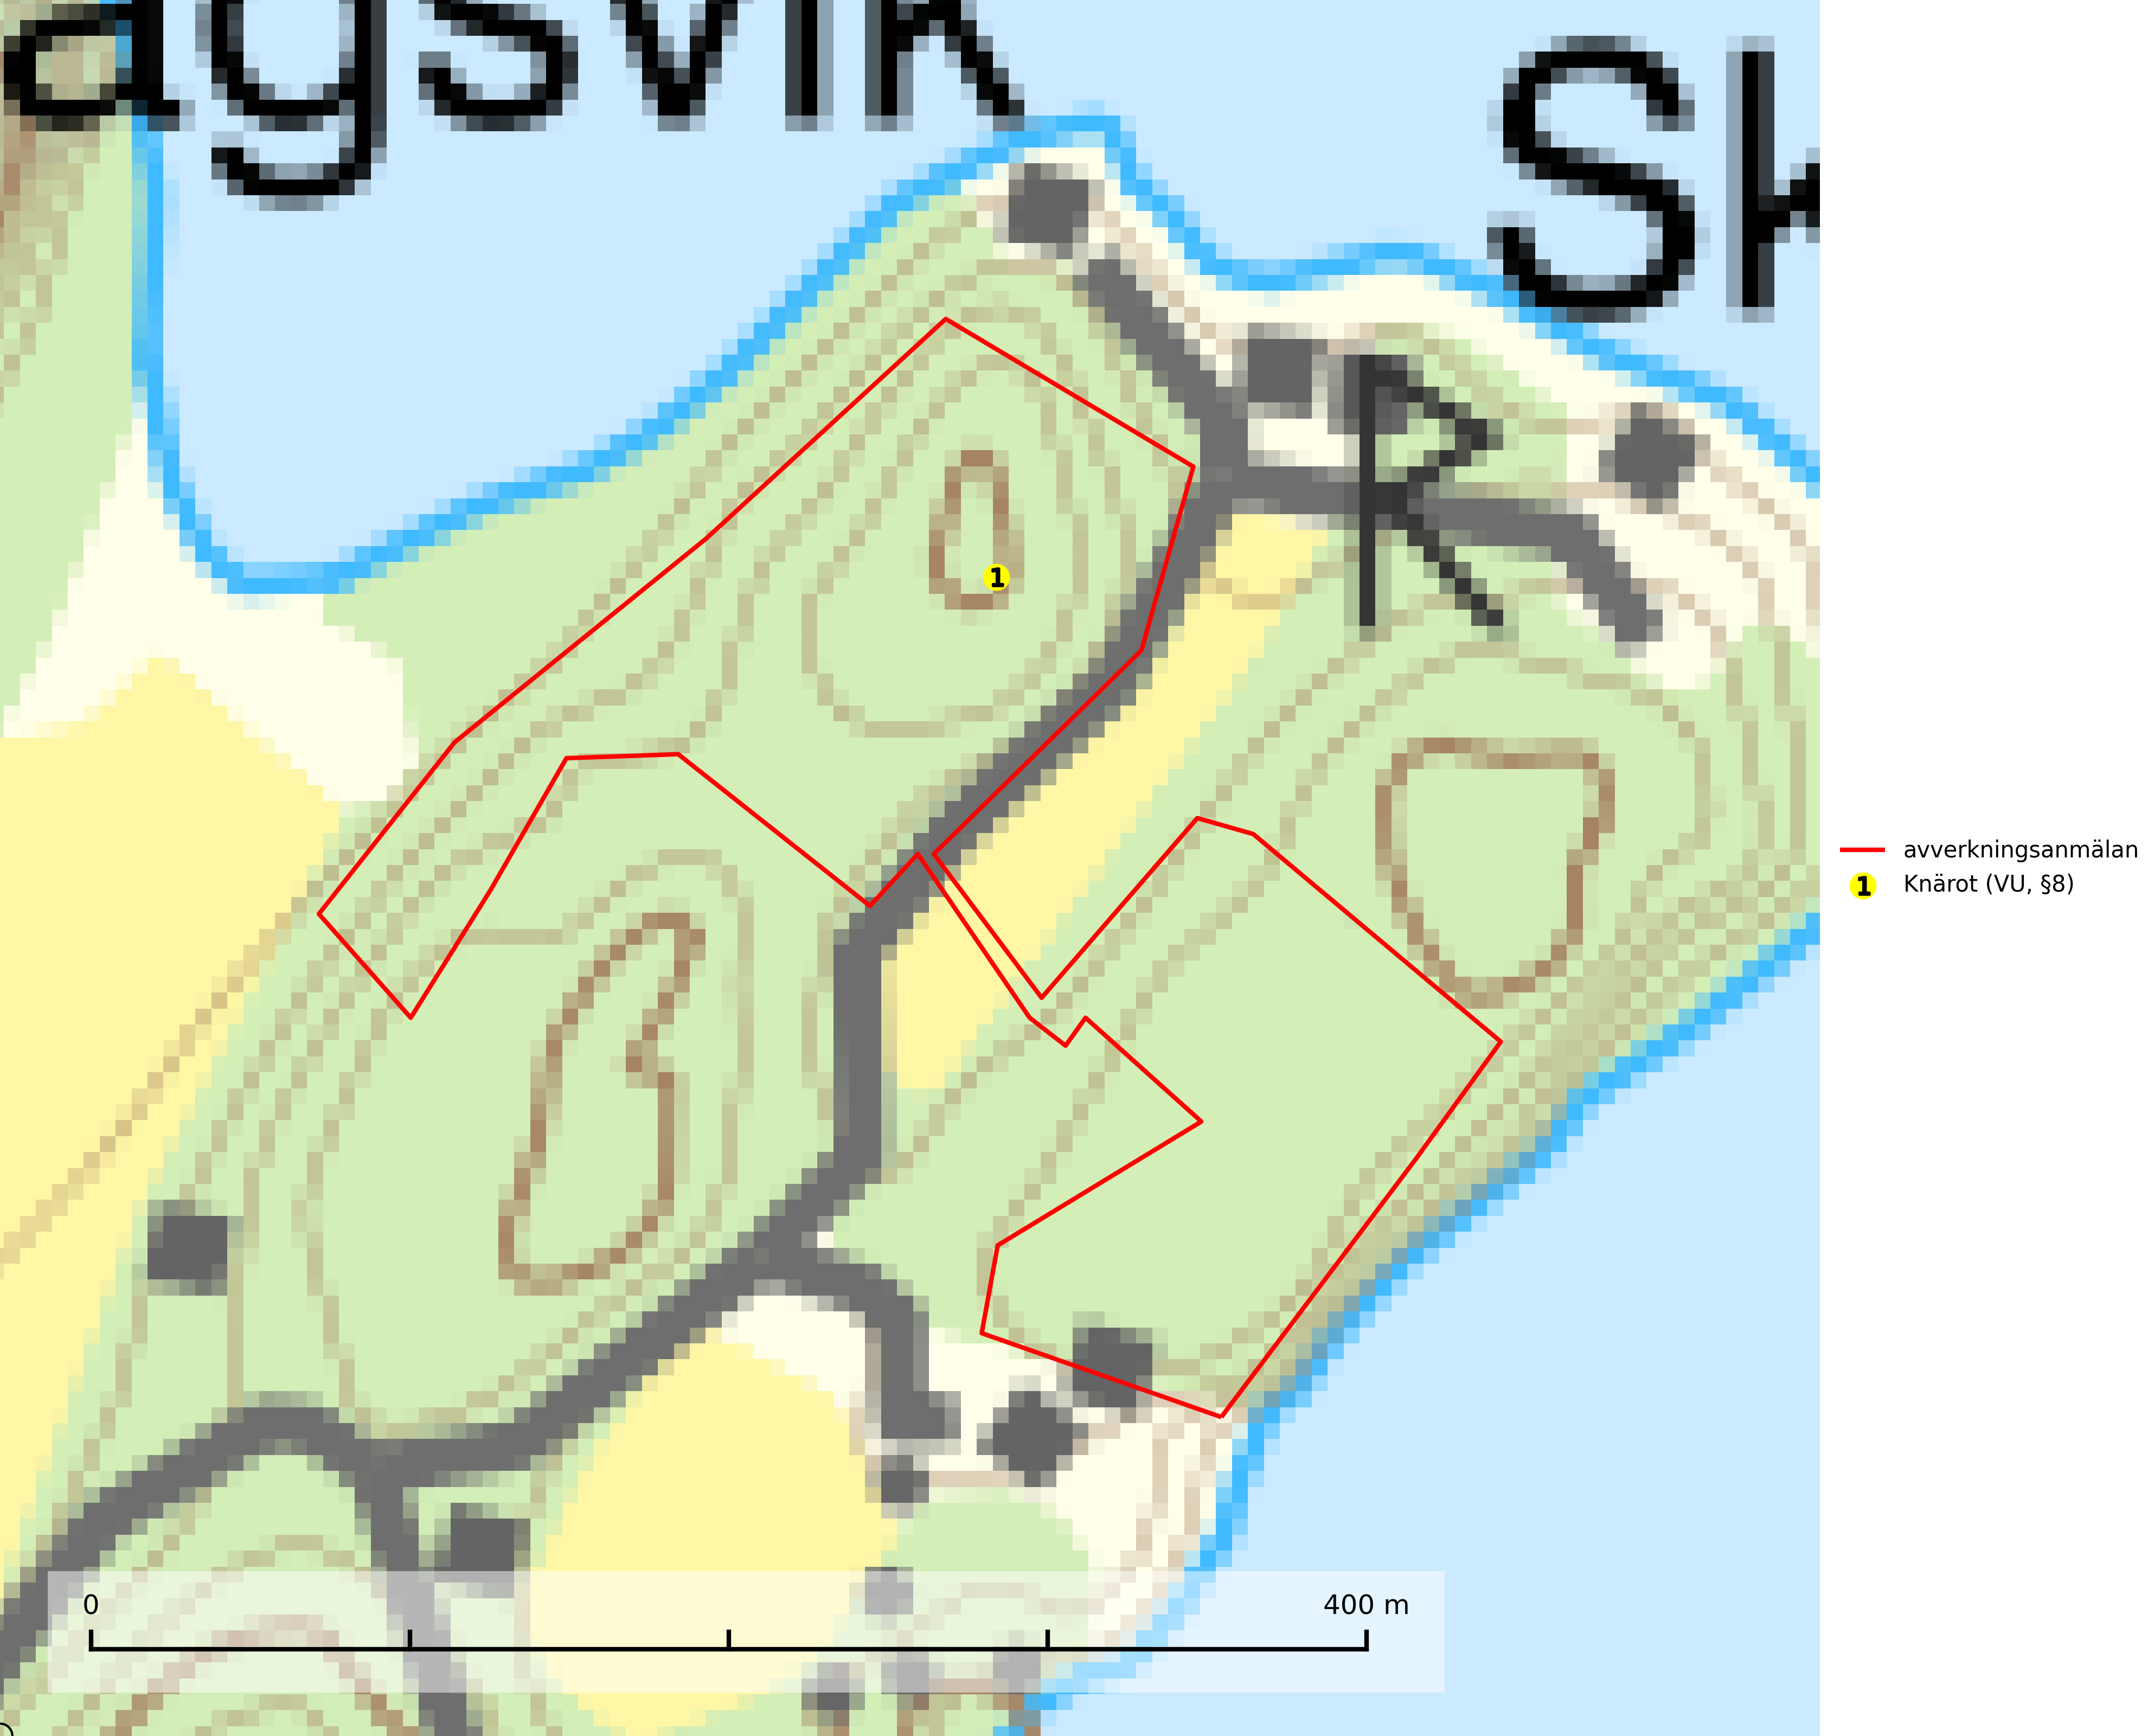 agsvik
Sk
R
1
avverkningsanmälan
1 Knärot (VU, §8)
0 400 m